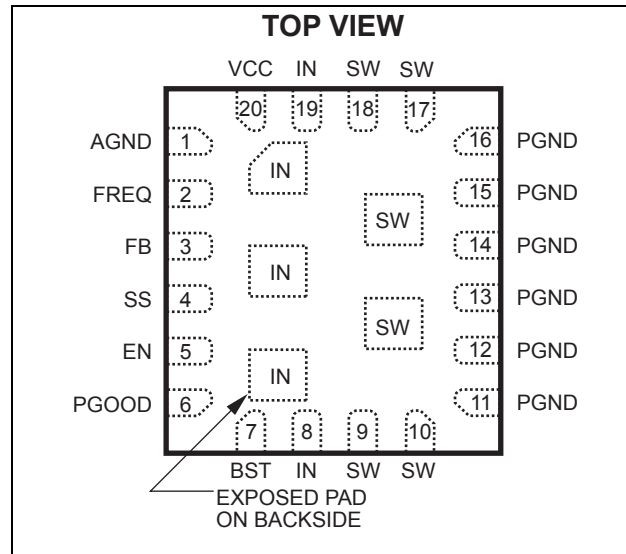 TOP VIEW
VCC IN SW SW
20 19 18 17
AGND 1 16 PGND
IN
FREQ 2 15 PGND
SW
FB 3 14 PGND
IN
SS 4 13 PGND
SW
EN 5 12 PGND
IN
PGOOD 6 11 PGND
7 8 9 10
BST IN SW SW
EXPOSED PAD
ON BACKSIDE